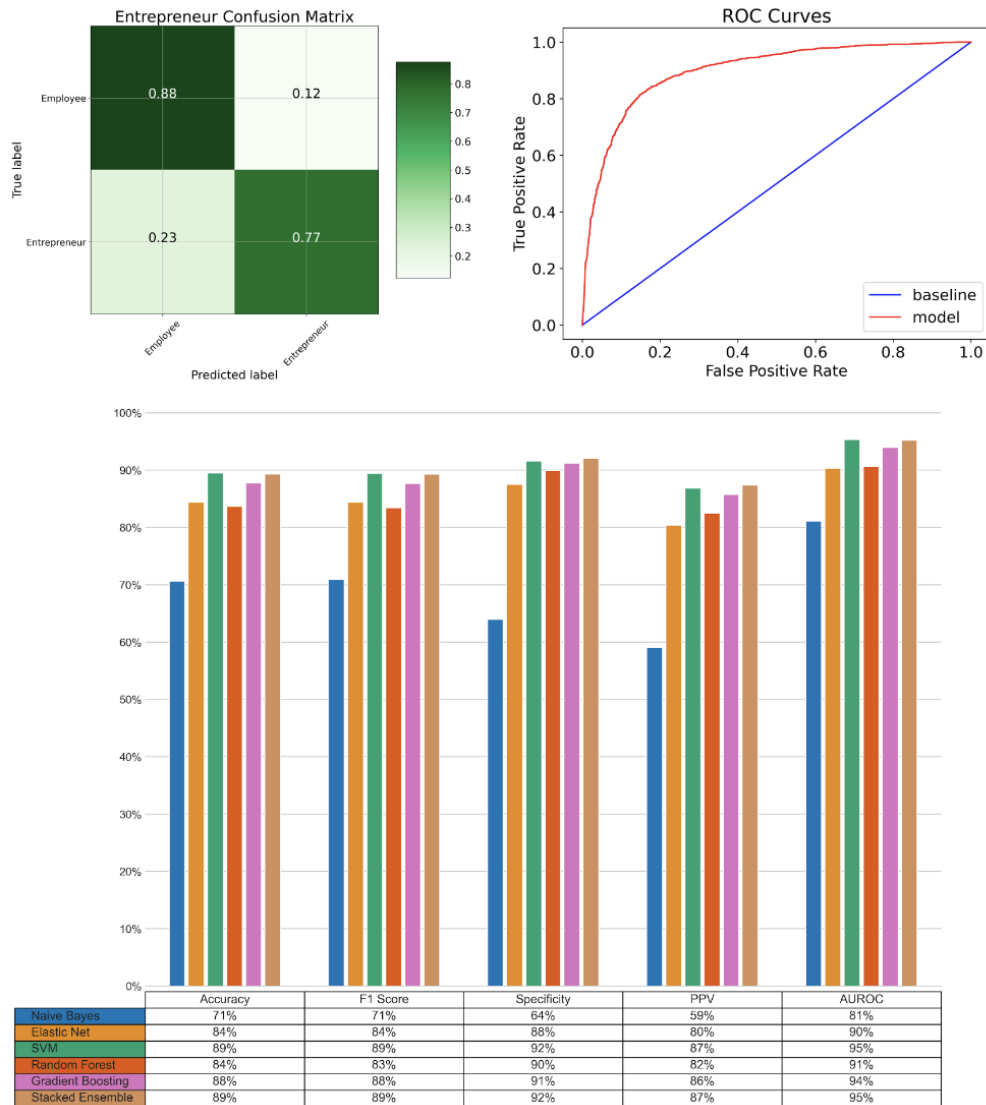 Entrepreneur Confusion Matrix
True label
Employee
0.88 0.12
Entrepreneur
0.23 0.77
Employee Entrepreneur
Predicted label
0.8
0.7
0.6
0.5
0.4
0.3
0.2
ROC Curves
True Positive Rate
1.0
0.8
0.6
0.4
0.2
0.0
0.0 0.2 0.4 0.6 0.8 1.0
False Positive Rate
baseline
model
100%
90%
80%
70%
60%
50%
40%
30%
20%
10%
0%
Accuracy F1 Score Specificity PPV AUROC
Naive Bayes 71% 71% 64% 59% 81%
Elastic Net 84% 84% 88% 80% 90%
SVM 89% 89% 92% 87% 95%
Random Forest 84% 83% 90% 82% 91%
Gradient Boosting 88% 88% 91% 86% 94%
Stacked Ensemble 89% 89% 92% 87% 95%